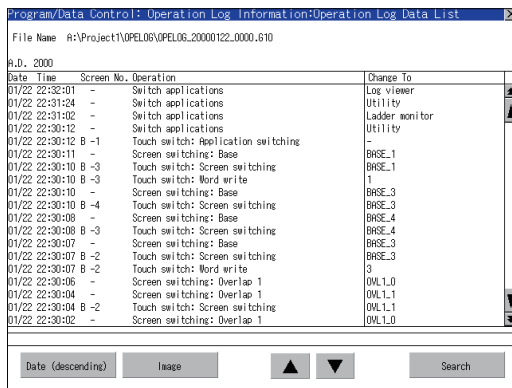 Program/Data Control: Operation Log Information:Operation Log Data List
File Name A:\Project1\OPELOG\OPELOG_20000122_0000.G10
A.D. 2000
Date Time Screen No. Operation Change To
01/22 22:32:01 - Switch applications Log viewer
01/22 22:31:24 - Switch applications Utility
01/22 22:31:02 - Switch applications Ladder monitor
01/22 22:30:12 - Switch applications Utility
01/22 22:30:12 B -1 Touch switch: Application switching -
01/22 22:30:11 - Screen switching: Base BASE_1
01/22 22:30:10 B -3 Touch switch: Screen switching BASE_1
01/22 22:30:10 B -3 Touch switch: Word write 1
01/22 22:30:10 - Screen switching: Base BASE_3
01/22 22:30:10 B -4 Touch switch: Screen switching BASE_3
01/22 22:30:08 - Screen switching: Base BASE_4
01/22 22:30:08 B -3 Touch switch: Screen switching BASE_4
01/22 22:30:07 - Screen switching: Base BASE_3
01/22 22:30:07 B -2 Touch switch: Screen switching BASE_3
01/22 22:30:07 B -2 Touch switch: Word write 3
01/22 22:30:06 - Screen switching: Overlap 1 OVL1_0
01/22 22:30:04 - Screen switching: Overlap 1 OVL1_1
01/22 22:30:04 B -2 Touch switch: Screen switching OVL1_1
01/22 22:30:02 - Screen switching: Overlap 1 OVL1_0
Date (descending) Image Search